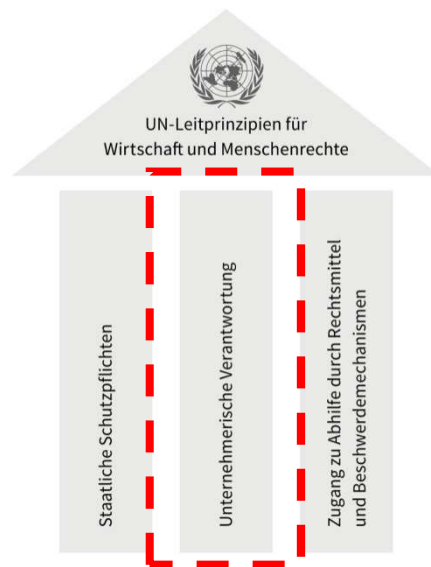 UN-Leitprinzipien für
Wirtschaft und Menschenrechte
Staatliche Schutzpflichten
Unternehmerische Verantwortung
Zugang zu Abhilfe durch Rechtsmittel
und Beschwerdemechanismen